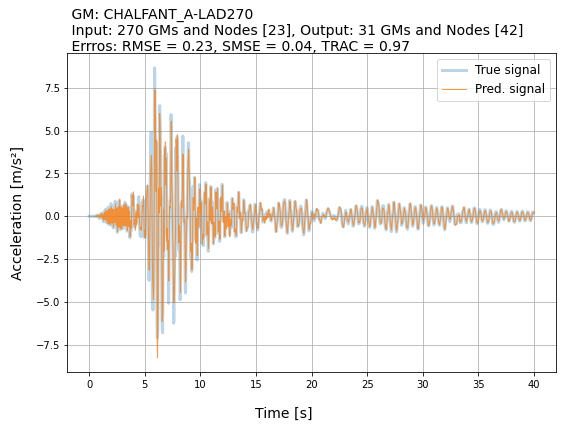 GM: CHALFANT_A-LAD270
Input: 270 GMs and Nodes [23], Output: 31 GMs and Nodes [42]
Errros: RMSE = 0.23, SMSE = 0.04, TRAC = 0.97
True signal
Pred. signal
Acceleration [m/s²]
7.5
5.0
2.5
0.0
−2.5
−5.0
−7.5
0 5 10 15 20 25 30 35 40
Time [s]